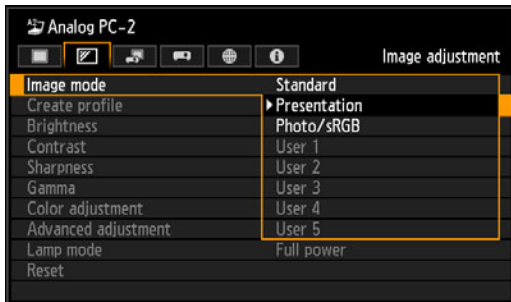 Analog PC-2
Image adjustment
Image mode
Standard
Create profile
Presentation
Brightness
Photo/sRGB
Contrast
User 1
Sharpness
User 2
Gamma
User 3
Color adjustment
User 4
Advanced adjustment
User 5
Lamp mode
Full power
Reset